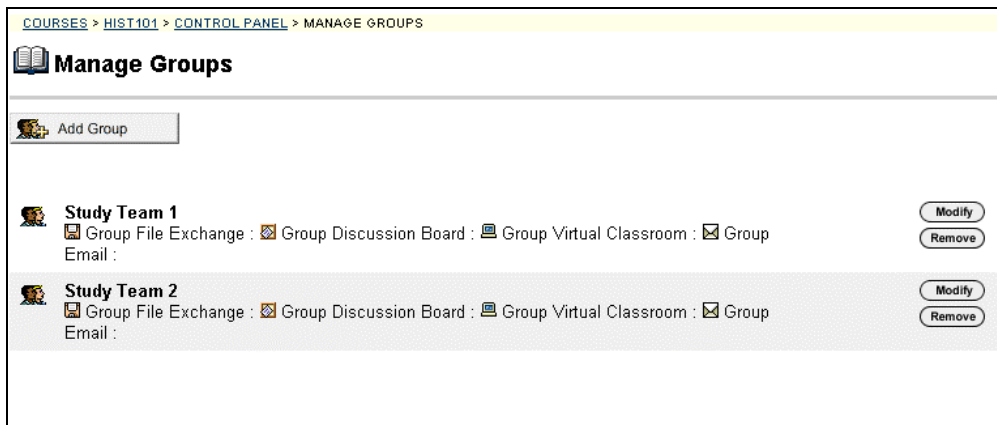 COURSES > HIST101 > CONTROL PANEL > MANAGE GROUPS
Manage Groups
Add Group
Study Team 1
Group File Exchange : Group Discussion Board : Group Virtual Classroom : Group
Email :
Modify
Remove
Study Team 2
Group File Exchange : Group Discussion Board : Group Virtual Classroom : Group
Email :
Modify
Remove